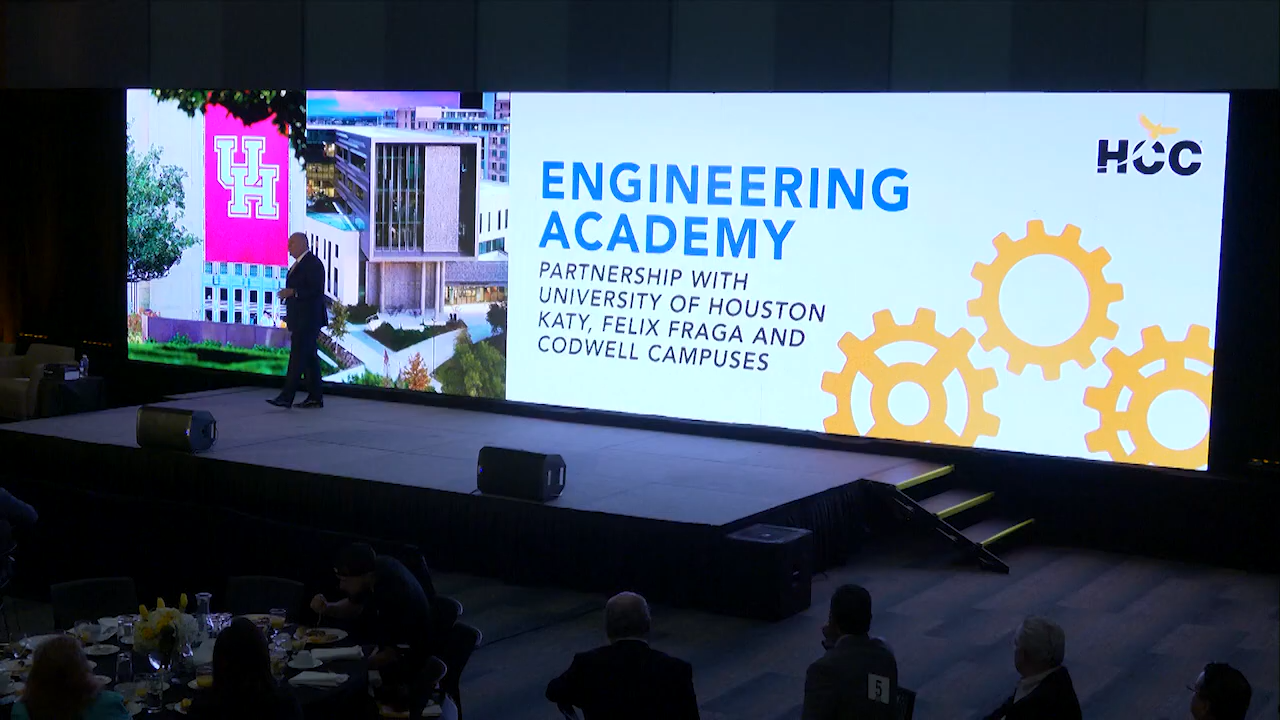 UH
HCC
ENGINEERING
ACADEMY
PARTNERSHIP WITH
UNIVERSITY OF HOUSTON
KATY, FELIX FRAGA AND
CODWELL CAMPUSES
5